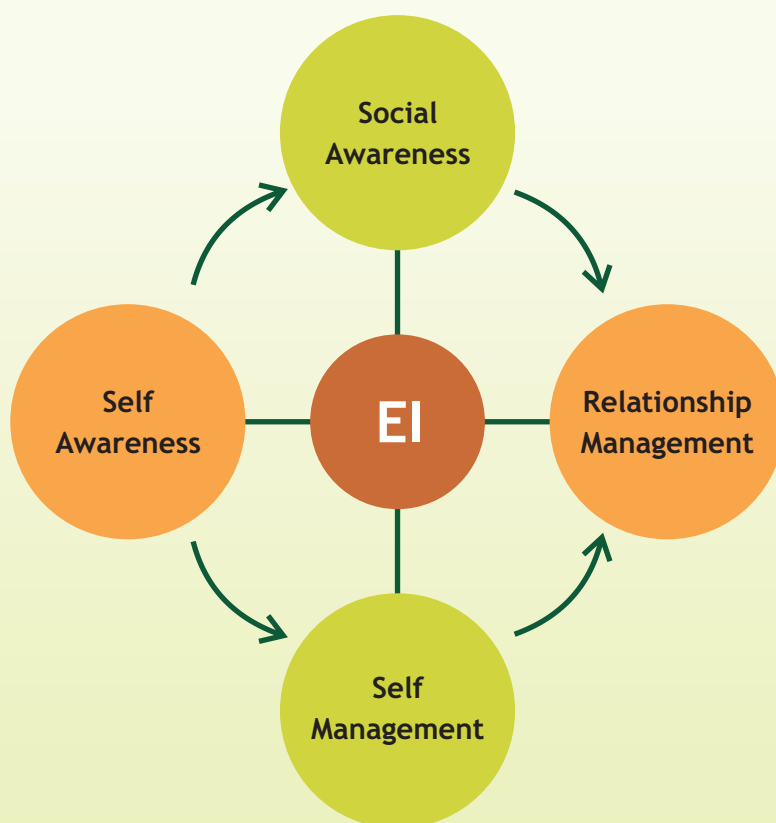 Social
Awareness
Self
Awareness
EI
Relationship
Management
Self
Management